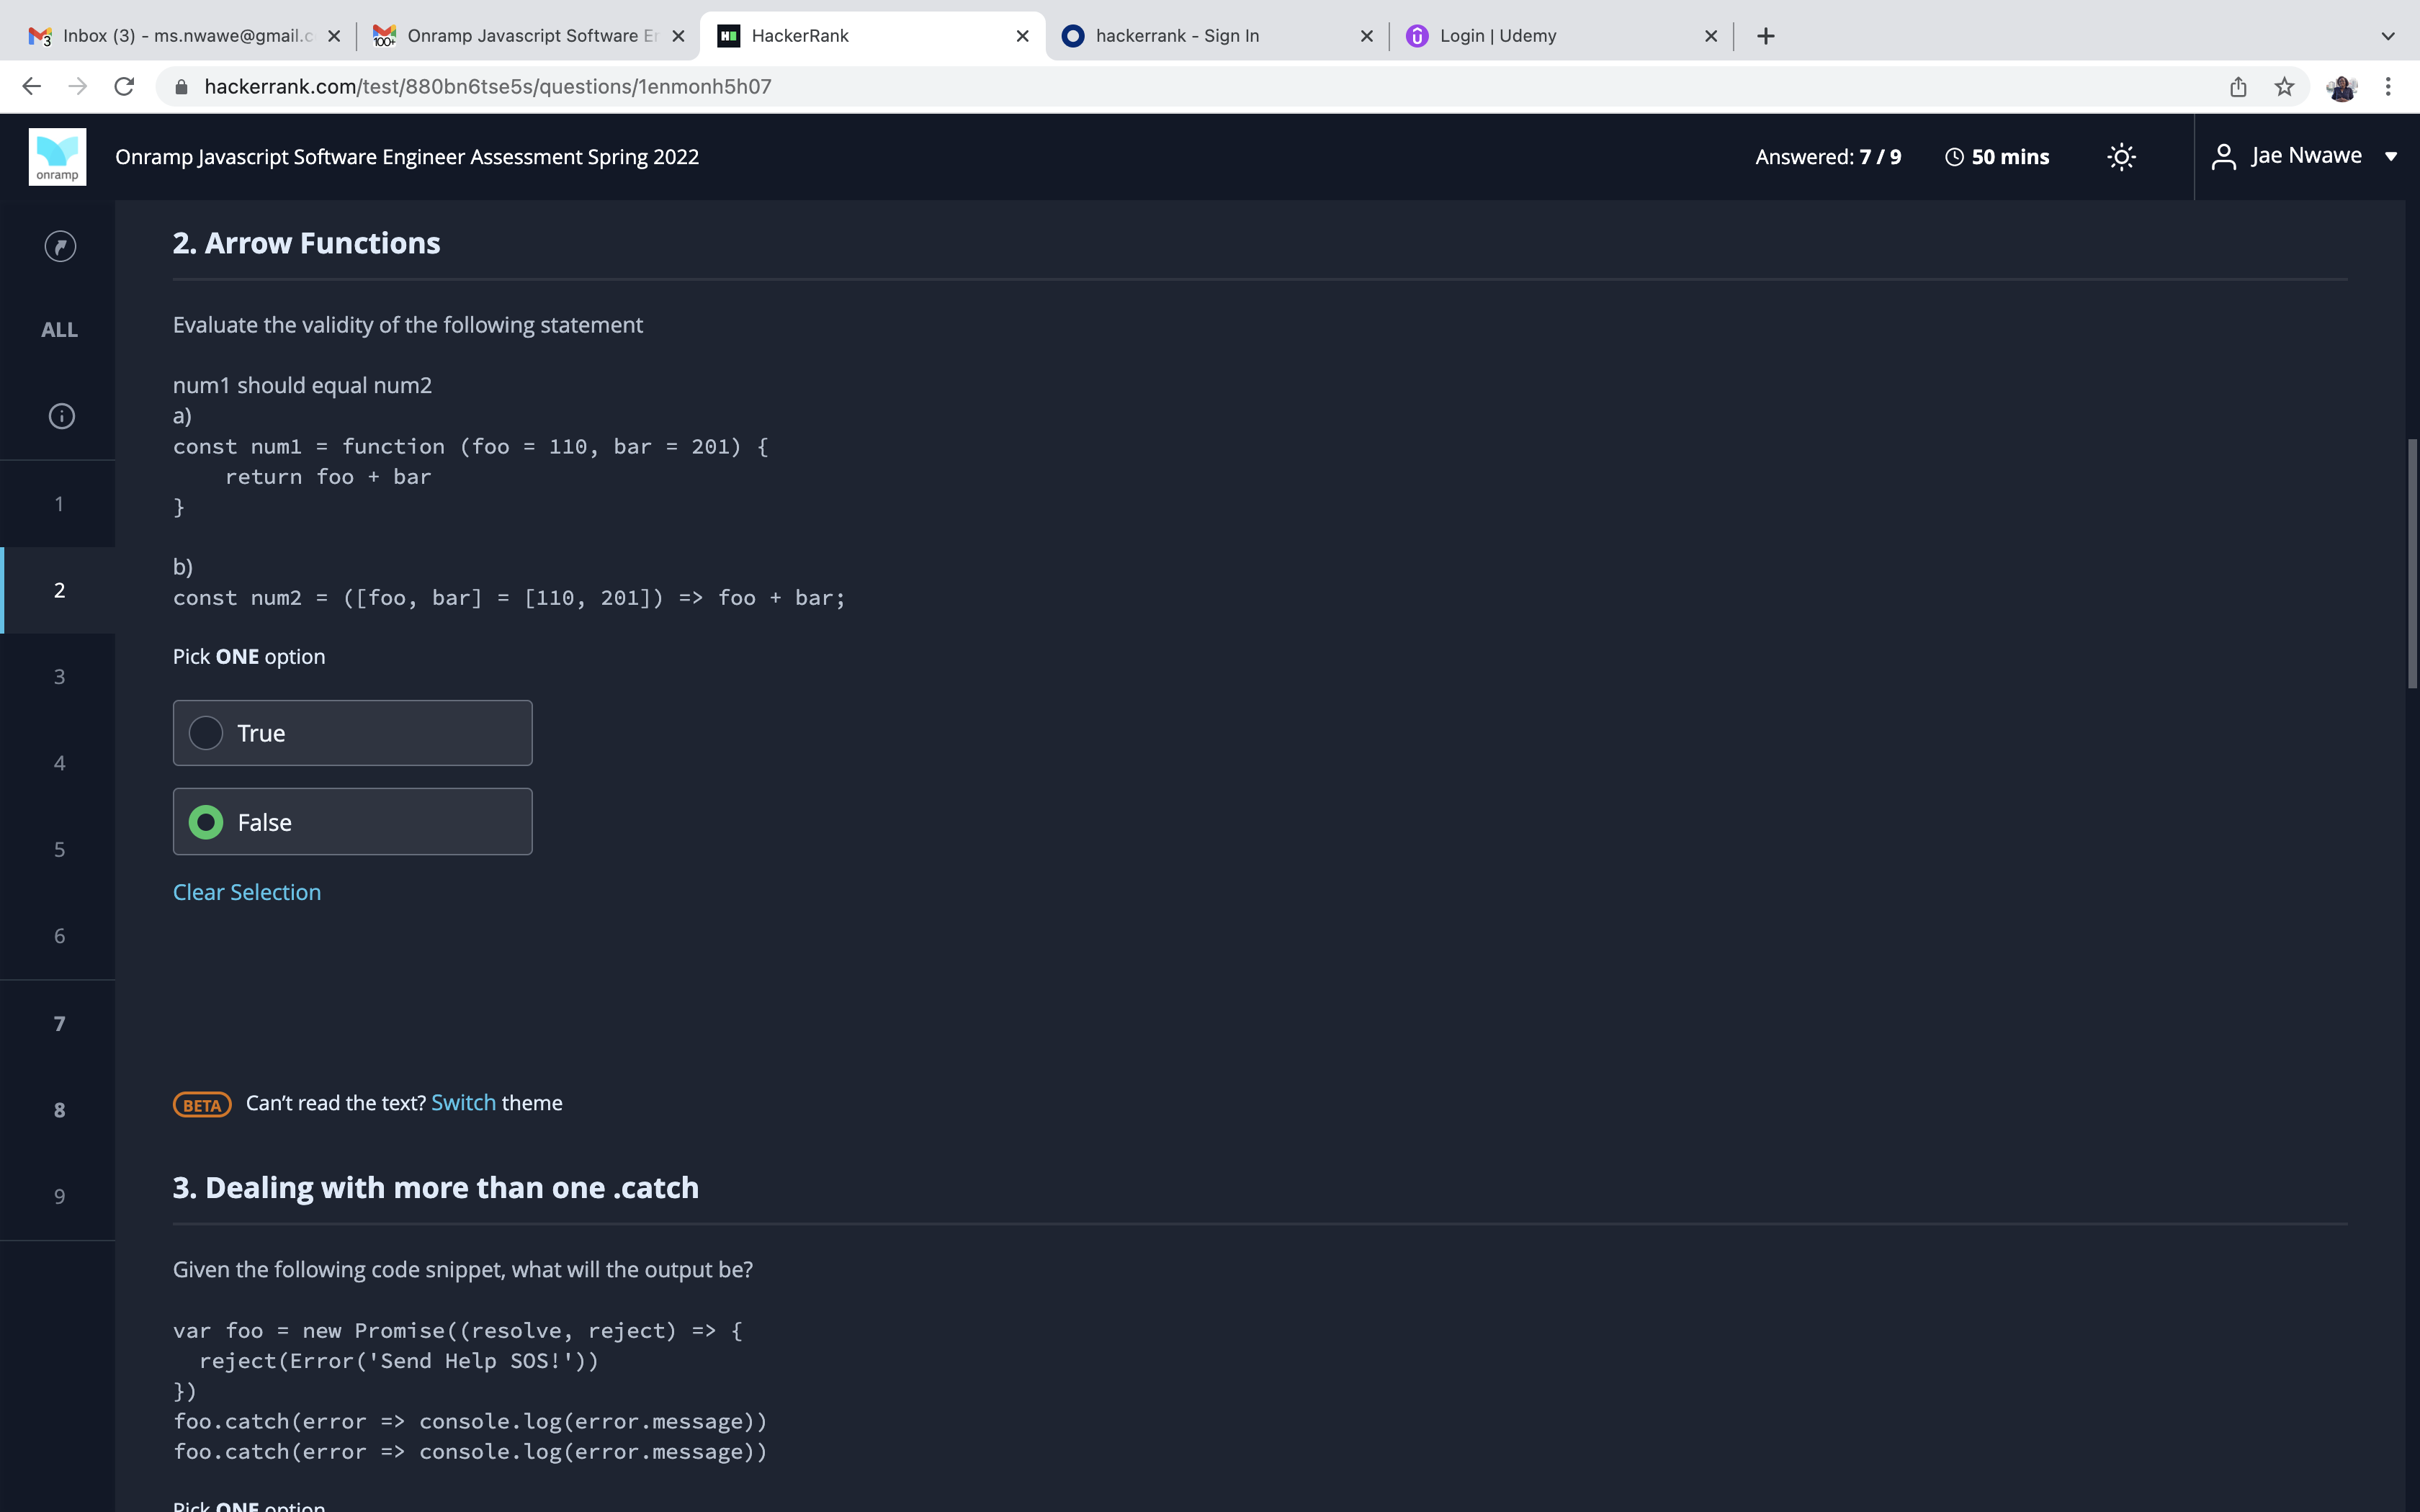 Inbox (3) - ms.nwawe@gmail.c
Onramp Javascript Software Er
HackerRank
hackerrank - Sign In
Login | Udemy
hackerrank.com/test/880bn6tse5s/questions/1enmonh5h07
onramp
Onramp Javascript Software Engineer Assessment Spring 2022
Answered: 7 / 9
50 mins
Jae Nwawe
ALL
1
2
3
4
5
6
7
8
9
2. Arrow Functions
Evaluate the validity of the following statement
num1 should equal num2
a)
const num1 = function (foo = 110, bar = 201) {
    return foo + bar
}
b)
const num2 = ([foo, bar] = [110, 201]) => foo + bar;
Pick ONE option
True
False
Clear Selection
BETA Can't read the text? Switch theme
3. Dealing with more than one .catch
Given the following code snippet, what will the output be?
var foo = new Promise((resolve, reject) => {
  reject(Error('Send Help SOS!'))
})
foo.catch(error => console.log(error.message))
foo.catch(error => console.log(error.message))
Pick ONE option